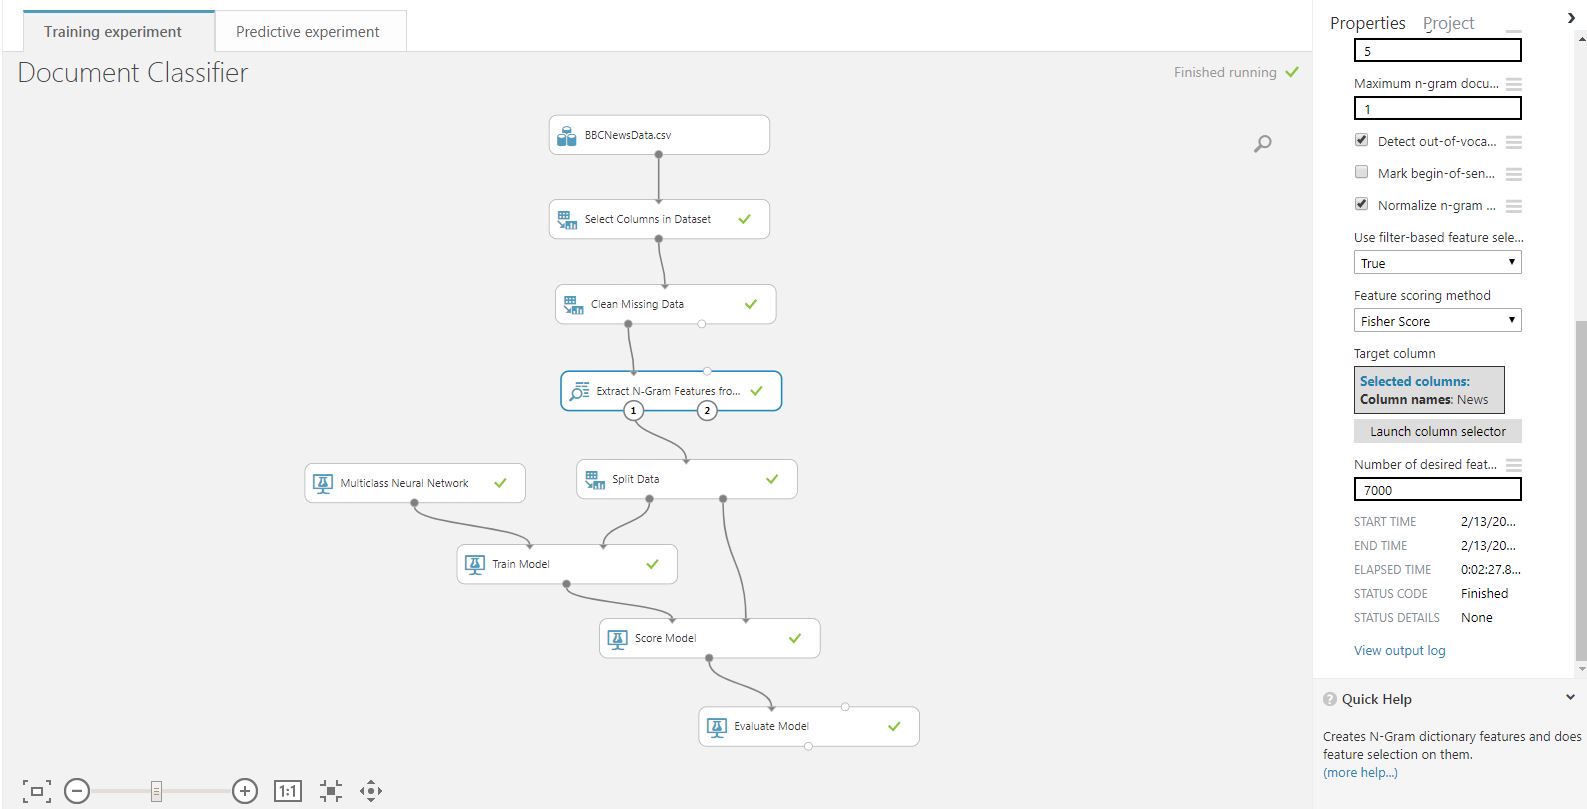 Training experiment
Predictive experiment
Document Classifier
Finished running
BBCNewsData.csv
Select Columns in Dataset
Clean Missing Data
Extract N-Gram Features fro...
1
2
Multiclass Neural Network
Split Data
Train Model
Score Model
Evaluate Model
1:1
Properties Project
5
Maximum n-gram docu...
1
Detect out-of-voca...
Mark begin-of-sen...
Normalize n-gram ...
Use filter-based feature sele...
True
Feature scoring method
Fisher Score
Target column
Selected columns:
Column names: News
Launch column selector
Number of desired feat...
7000
START TIME 2/13/20...
END TIME 2/13/20...
ELAPSED TIME 0:02:27.8...
STATUS CODE Finished
STATUS DETAILS None
View output log
? Quick Help
Creates N-Gram dictionary features and does
feature selection on them.
(more help...)